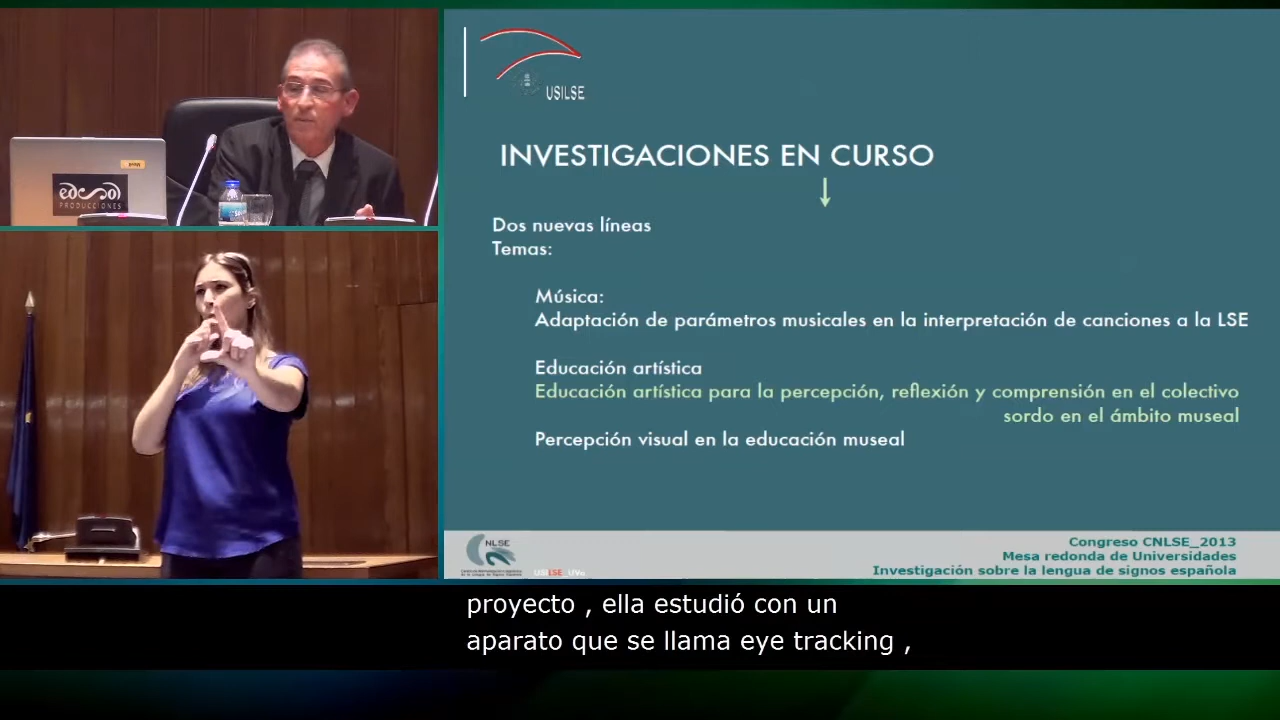 PRODUCCIONES
USILSE
INVESTIGACIONES EN CURSO
Dos nuevas líneas
Temas:
Música:
Adaptación de parámetros musicales en la interpretación de canciones a la LSE
Educación artística
Educación artística para la percepción, reflexión y comprensión en el colectivo
sordo en el ámbito museal
Percepción visual en la educación museal
CNLSE
USILSE_UVa
Congreso CNLSE_2013
Mesa redonda de Universidades
Investigación sobre la lengua de signos española
proyecto , ella estudió con un
aparato que se llama eye tracking ,